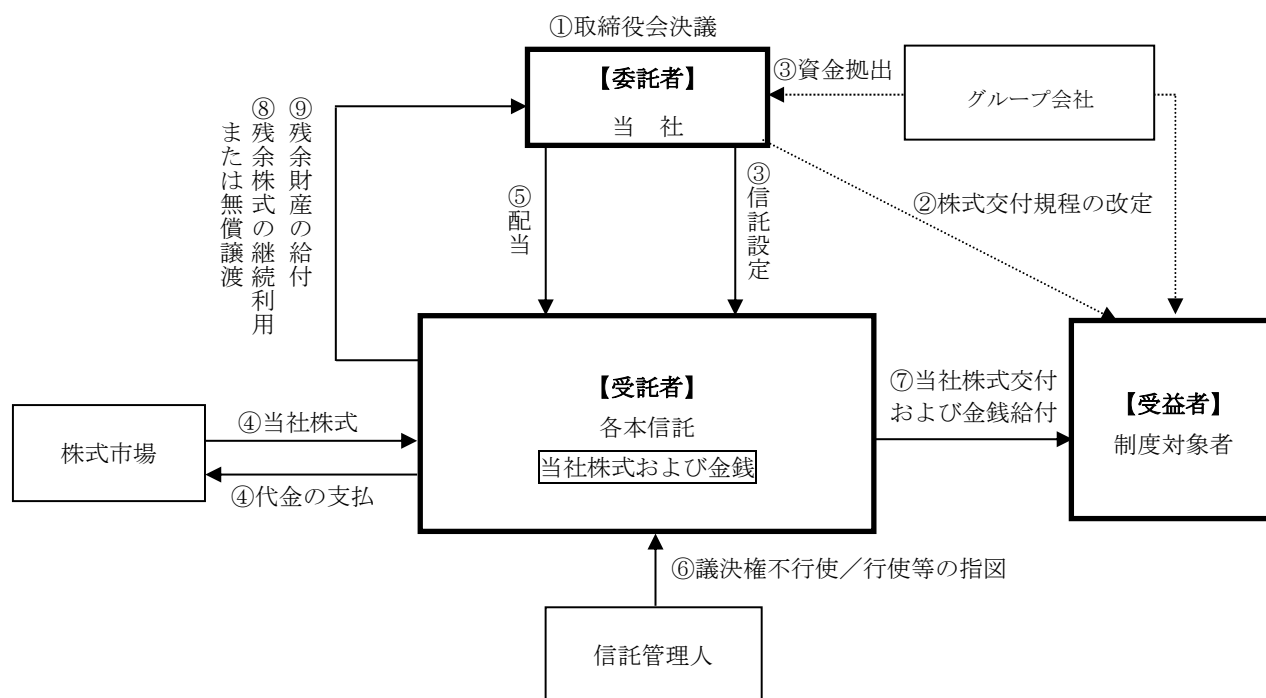 ①取締役会決議
【委託者】
当　社
③資金拠出
グループ会社
⑨残余財産の給付
⑧残余株式の継続利用
または無償譲渡
⑤配当
③信託設定
②株式交付規程の改定
【受託者】
各本信託
当社株式および金銭
④当社株式
株式市場
④代金の支払
⑦当社株式交付
および金銭給付
【受益者】
制度対象者
⑥議決権不行使／行使等の指図
信託管理人